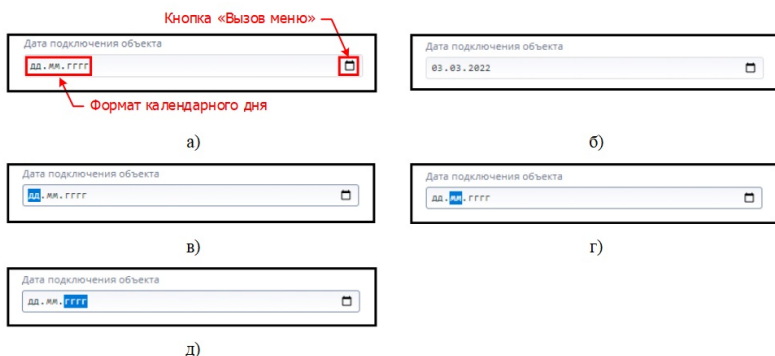 Кнопка «Вызов меню»
Дата подключения объекта
дд.мм.гггг
Формат календарного дня
а)
Дата подключения объекта
03.03.2022
б)
Дата подключения объекта
дд.мм.гггг
в)
Дата подключения объекта
дд.мм.гггг
г)
Дата подключения объекта
дд.мм.гггг
д)